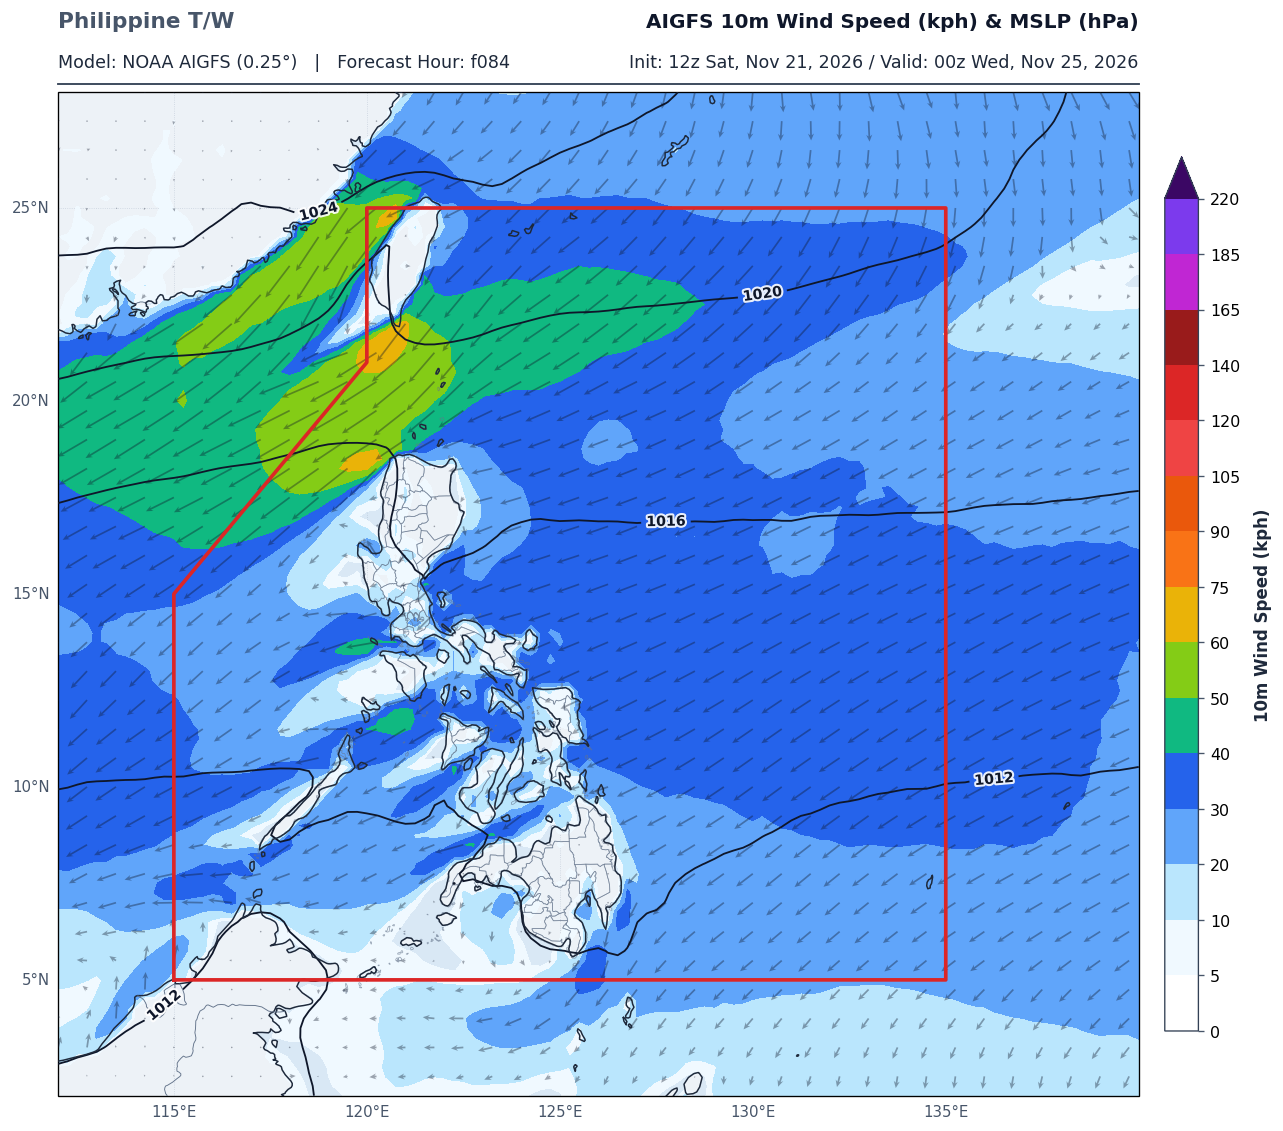 Philippine T/W
AIGFS 10m Wind Speed (kph) & MSLP (hPa)
Model: NOAA AIGFS (0.25°)   |   Forecast Hour: f084
Init: 12z Sat, Nov 21, 2026 / Valid: 00z Wed, Nov 25, 2026
25°N
20°N
15°N
10°N
5°N
1024
1020
1016
1012
1012
115°E
120°E
125°E
130°E
135°E
220
185
165
140
120
105
90
75
60
50
40
30
20
10
5
0
10m Wind Speed (kph)